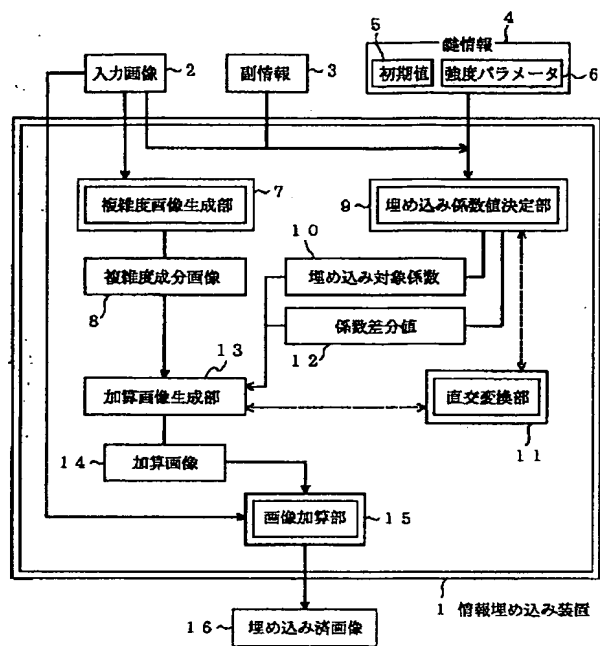 4
鍵情報
5
初期値
強度パラメータ
6
入力画像
2
副情報
3
7
複雑度画像生成部
9
埋め込み係数値決定部
10
複雑度成分画像
8
埋め込み対象係数
係数差分値
12
13
加算画像生成部
直交変換部
11
14
加算画像
画像加算部
15
1 情報埋め込み装置
16
埋め込み済画像